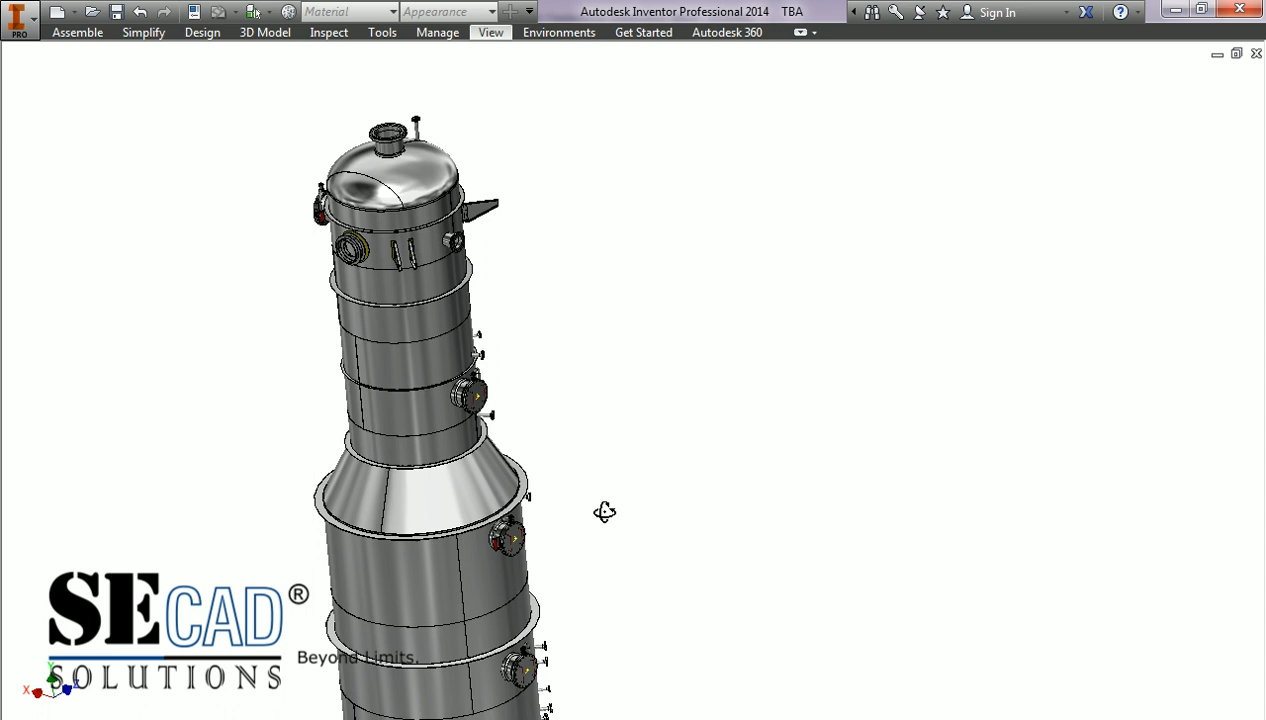 Material Appearance Autodesk Inventor Professional 2014 TBA Sign In
PRO Assemble Simplify Design 3D Model Inspect Tools Manage View Environments Get Started Autodesk 360
SECAD®
SOLUTIONS
Beyond Limits.
Y
X
Z